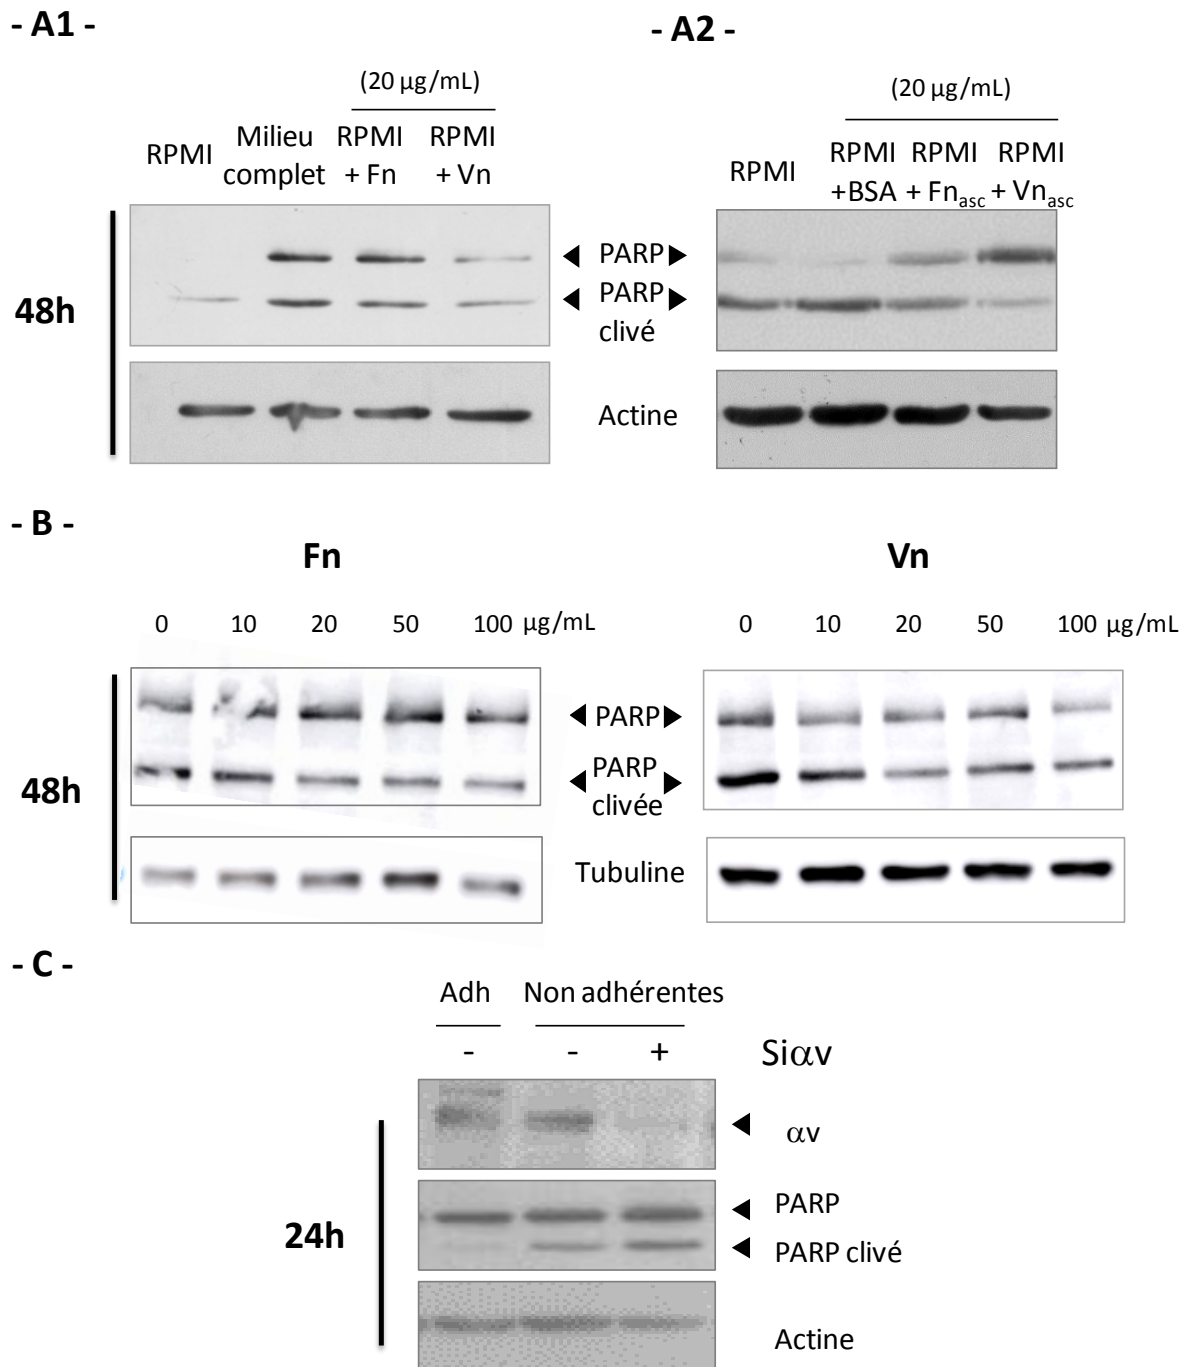 - A1 -
- A2 -
(20 µg/mL)
RPMI
Milieu complet
RPMI + Fn
RPMI + Vn
(20 µg/mL)
RPMI
RPMI +BSA
RPMI + Fnasc
RPMI + Vnasc
48h
◄ PARP ►
◄ PARP ►
clivé
Actine
- B -
Fn
Vn
0 10 20 50 100 µg/mL
0 10 20 50 100 µg/mL
48h
◄ PARP ►
◄ PARP ►
clivée
Tubuline
- C -
Adh Non adhérentes
- - + Siαv
24h
◄ αv
◄ PARP
◄ PARP clivé
Actine